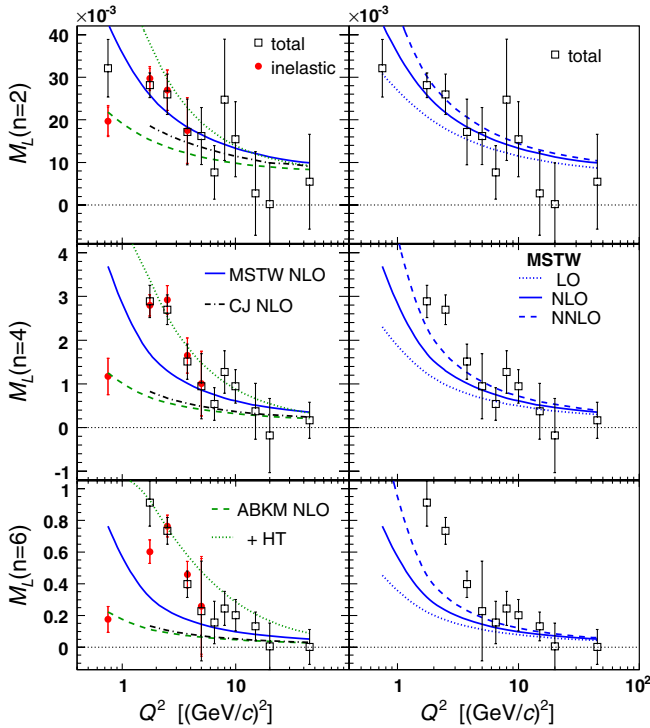 ×10⁻³ ×10⁻³
40
30
20
10
0
M_L(n=2)
total
inelastic
total
4
3
2
1
0
-1
M_L(n=4)
MSTW NLO
CJ NLO
MSTW
LO
NLO
NNLO
1
0.8
0.6
0.4
0.2
0
M_L(n=6)
ABKM NLO
+ HT
1 10 1 10 10²
Q² [(GeV/c)²] Q² [(GeV/c)²]